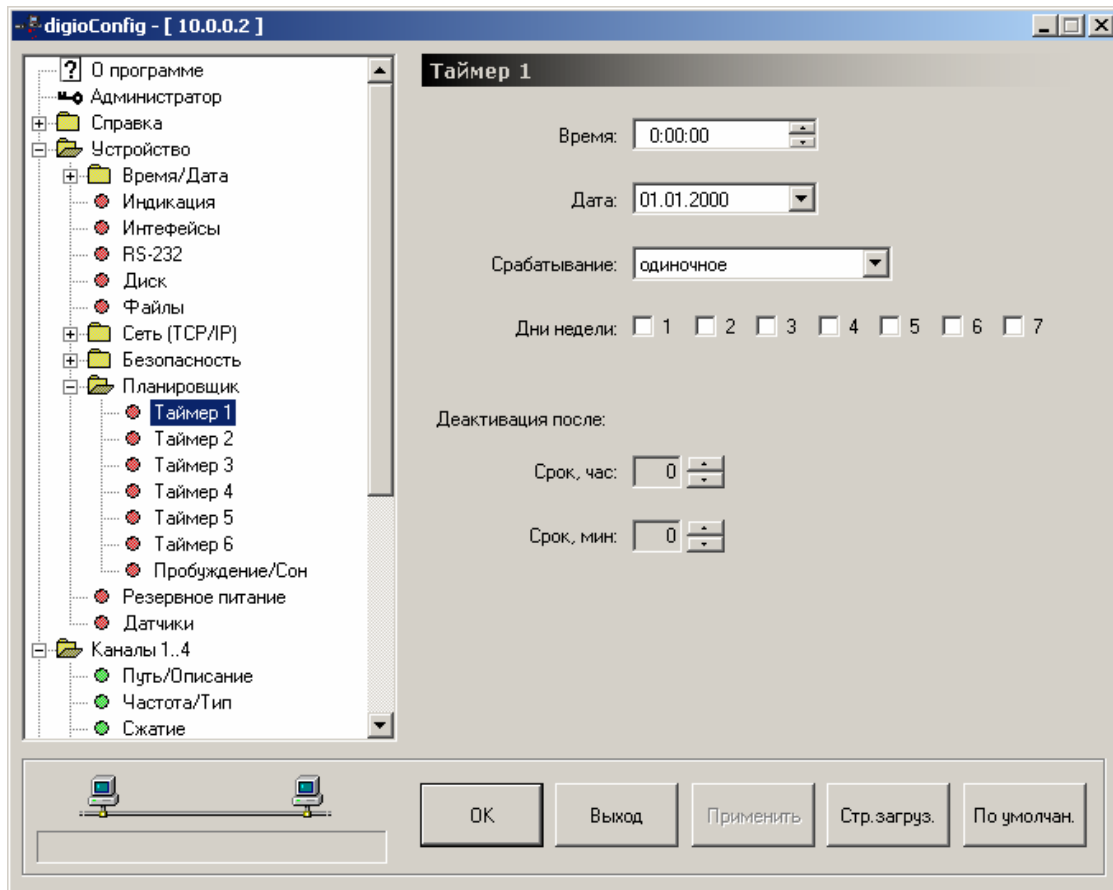 digioConfig - [ 10.0.0.2 ]
? О программе
Администратор
Справка
Устройство
Время/Дата
Индикация
Интефейсы
RS-232
Диск
Файлы
Сеть (TCP/IP)
Безопасность
Планировщик
Таймер 1
Таймер 2
Таймер 3
Таймер 4
Таймер 5
Таймер 6
Пробуждение/Сон
Резервное питание
Датчики
Каналы 1..4
Путь/Описание
Частота/Тип
Сжатие
Таймер 1
Время: 0:00:00
Дата: 01.01.2000
Срабатывание: одиночное
Дни недели: 1 2 3 4 5 6 7
Деактивация после:
Срок, час: 0
Срок, мин: 0
OK Выход Применить Стр.загруз. По умолчан.